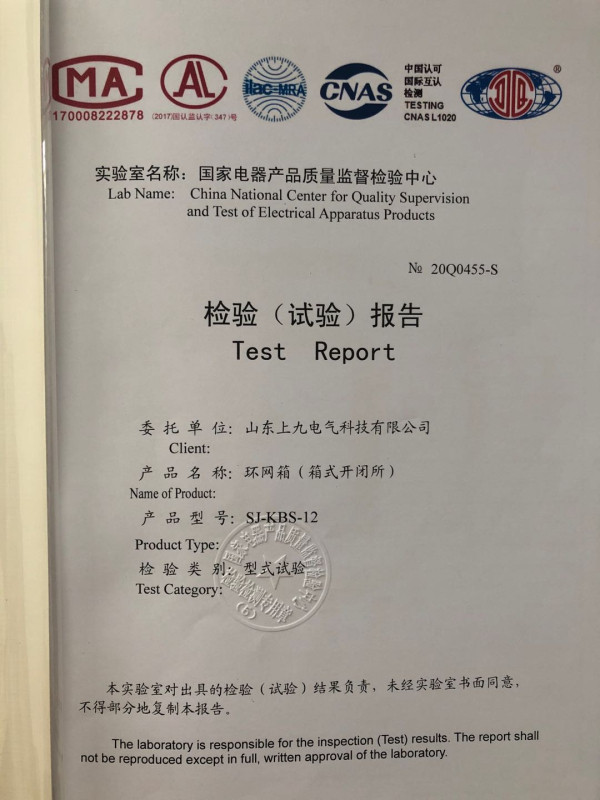 MA
170008222878
AL
(2017)国认监认字(347)号
ilac-MRA
CNAS
中国认可
国际互认
检测
TESTING
CNAS L1020
®
实验室名称：国家电器产品质量监督检验中心
Lab Name: China National Center for Quality Supervision
and Test of Electrical Apparatus Products
№ 20Q0455-S
检验（试验）报告
Test Report
委托单位：山东上九电气科技有限公司
Client:
产品名称：环网箱（箱式开闭所）
Name of Product:
产品型号：SJ-KBS-12
Product Type:
检验类别：型式试验
Test Category:
本实验室对出具的检验（试验）结果负责，未经实验室书面同意，
不得部分地复制本报告。
The laboratory is responsible for the inspection (Test) results. The report shall
not be reproduced except in full, written approval of the laboratory.